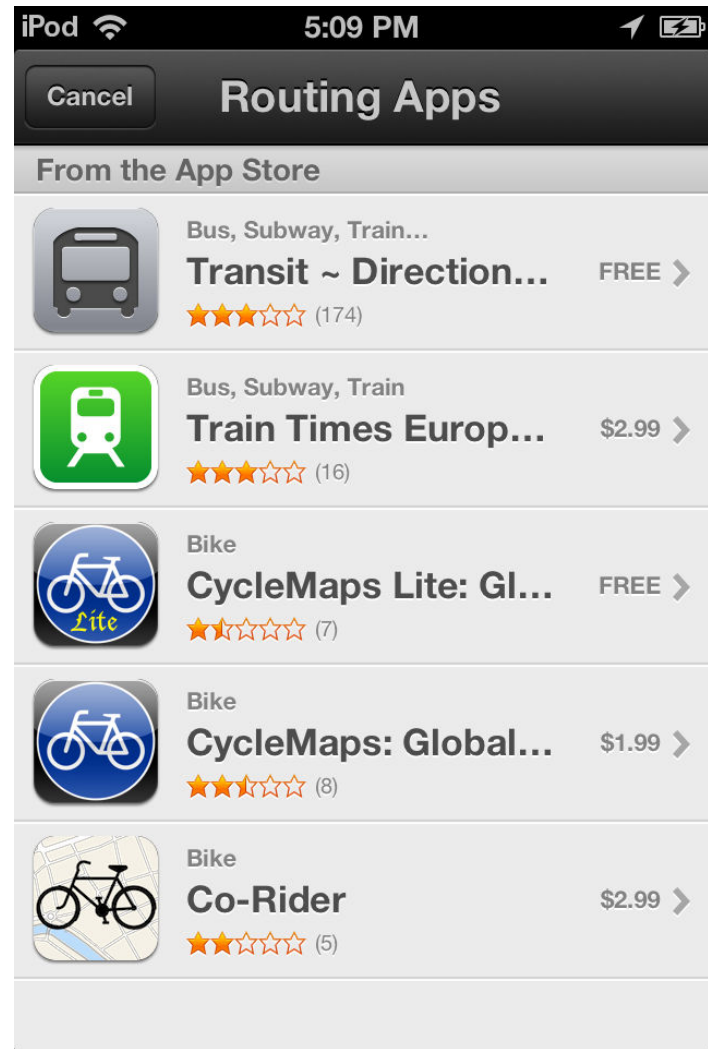 iPod 5:09 PM
Cancel Routing Apps
From the App Store
Bus, Subway, Train...
Transit ~ Direction... FREE
(174)
Bus, Subway, Train
Train Times Europ... $2.99
(16)
Bike
CycleMaps Lite: Gl... FREE
Lite
(7)
Bike
CycleMaps: Global... $1.99
(8)
Bike
Co-Rider $2.99
(5)